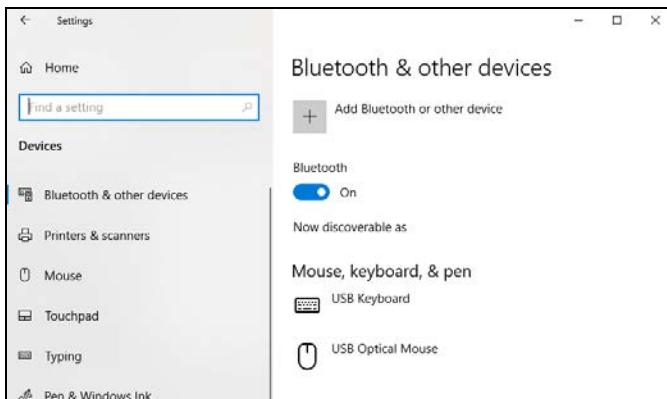 Settings
Home
Find a setting
Devices
Bluetooth & other devices
Printers & scanners
Mouse
Touchpad
Typing
Pen & Windows Ink
Bluetooth & other devices
Add Bluetooth or other device
Bluetooth
On
Now discoverable as
Mouse, keyboard, & pen
USB Keyboard
USB Optical Mouse